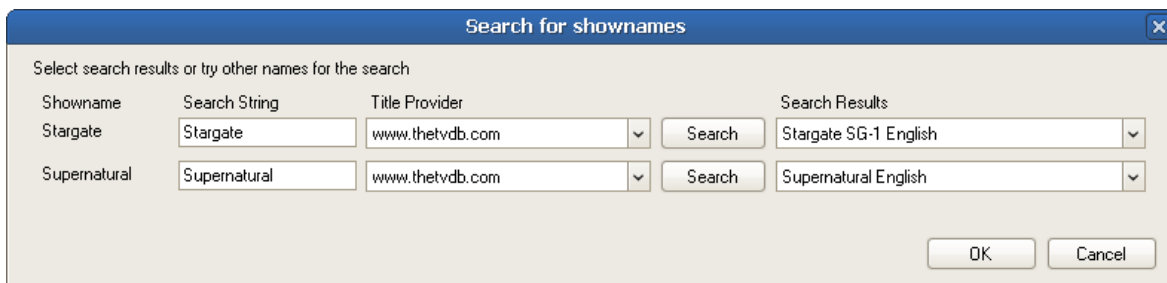 Search for shownames
Select search results or try other names for the search
Showname Search String Title Provider Search Results
Stargate Stargate www.thetvdb.com Search Stargate SG-1 English
Supernatural Supernatural www.thetvdb.com Search Supernatural English
OK Cancel